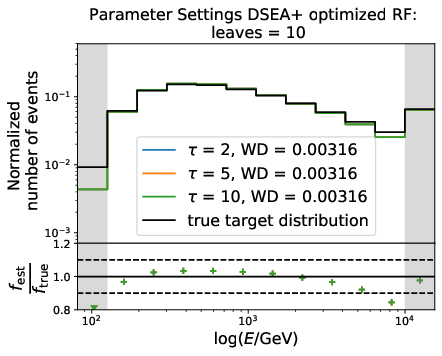 Parameter Settings DSEA+ optimized RF:
leaves = 10
Normalized
number of events
10⁻¹
10⁻²
10⁻³
τ = 2, WD = 0.00316
τ = 5, WD = 0.00316
τ = 10, WD = 0.00316
true target distribution
f_est
f_true
1.2
1.0
0.8
10²
10³
10⁴
log(E/GeV)